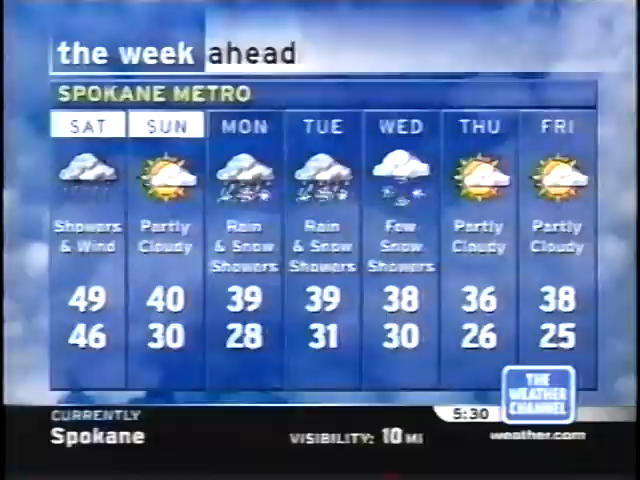 the week ahead
SPOKANE METRO
SAT SUN MON TUE WED THU FRI
Showers & Wind
Partly Cloudy
Rain & Snow Showers
Rain & Snow Showers
Few Snow Showers
Partly Cloudy
Partly Cloudy
49 40 39 39 38 36 38
46 30 28 31 30 26 25
THE
WEATHER
CHANNEL
CURRENTLY
5:30
Spokane VISIBILITY: 10 MI weather.com